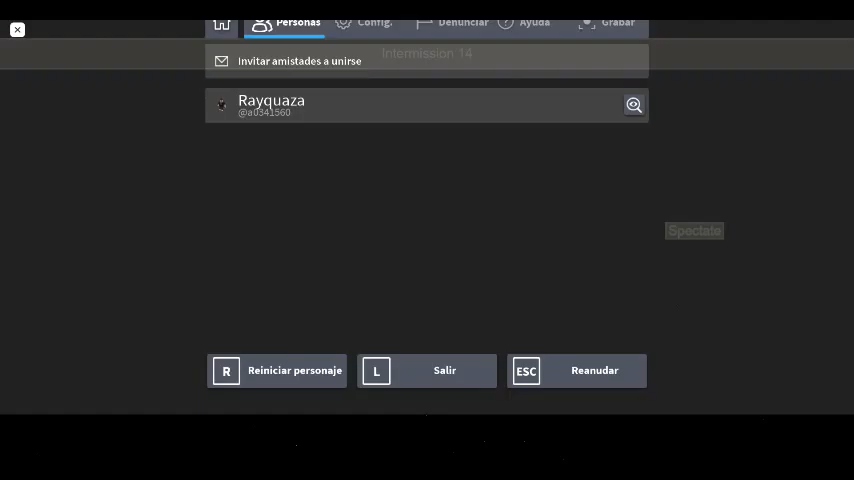 Personas Config. Denunciar Ayuda Grabar
Intermission 14
Invitar amistades a unirse
Rayquaza
@a0341560
Spectate
R Reiniciar personaje L Salir ESC Reanudar